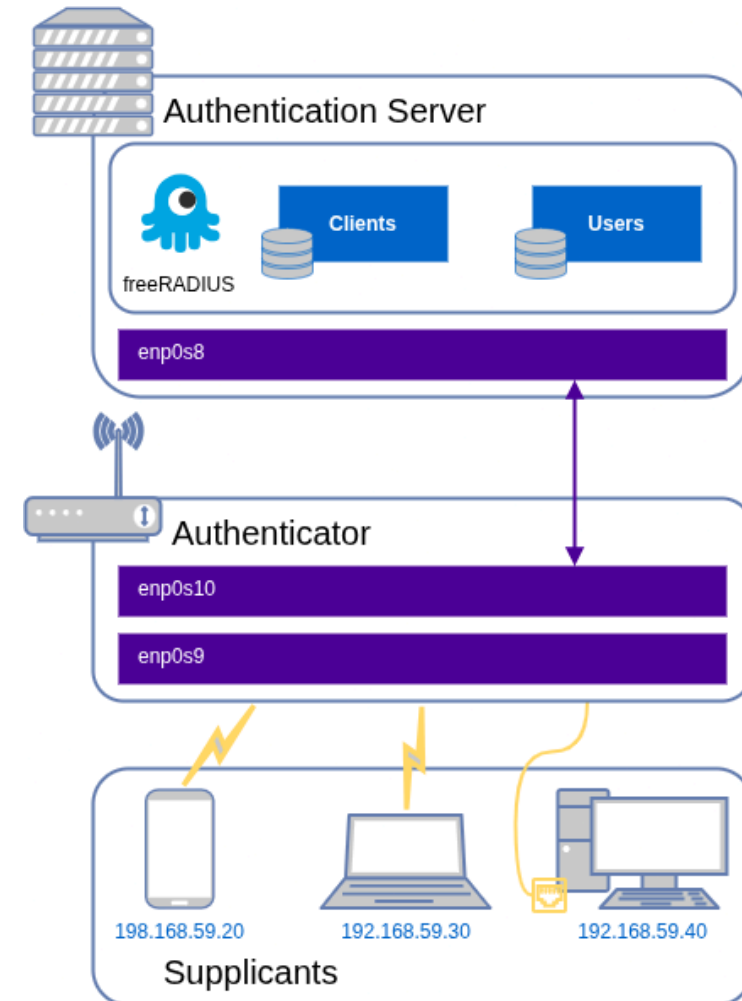 Authentication Server
Clients
Users
freeRADIUS
enp0s8
Authenticator
enp0s10
enp0s9
198.168.59.20
192.168.59.30
192.168.59.40
Supplicants